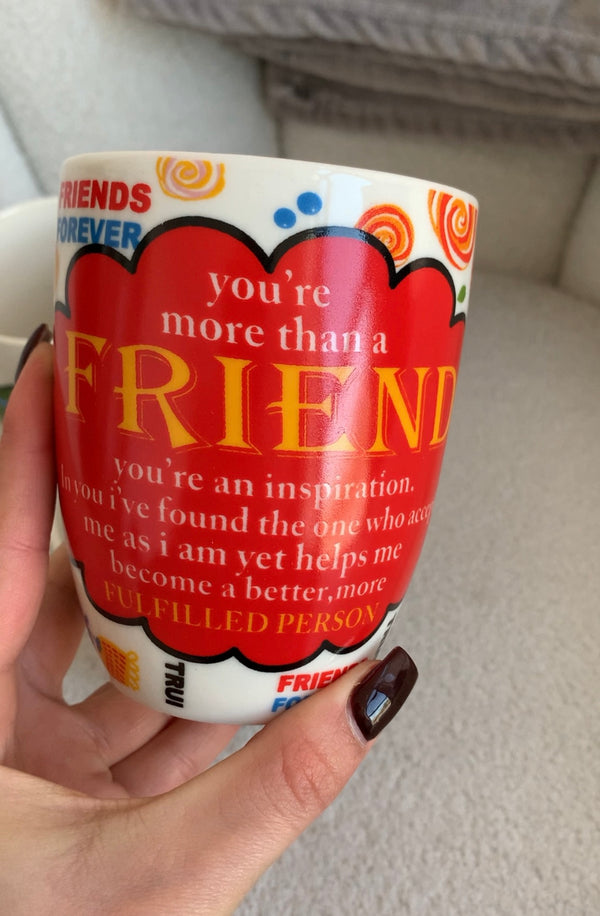 FRIENDS
FOREVER
you're
more than a
FRIEND
you're an inspiration.
In you i've found the one who
me as i am yet helps me
become a better, more
FULFILLED PERSON